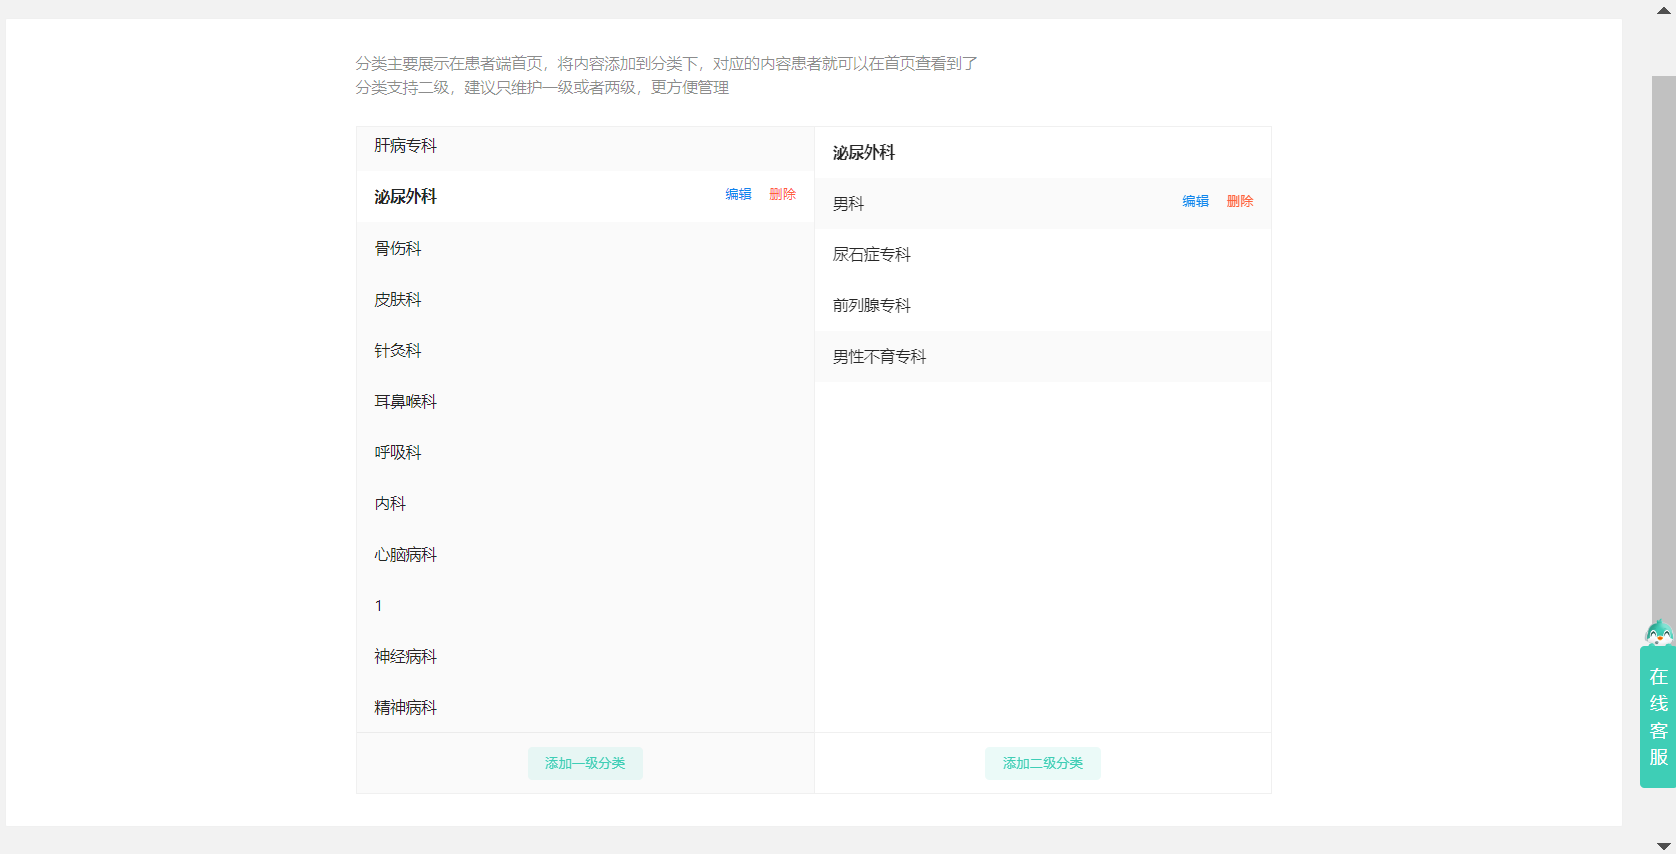 分类主要展示在患者端首页，将内容添加到分类下，对应的内容患者就可以在首页查看到了
分类支持二级，建议只维护一级或者两级，更方便管理
肝病专科
泌尿外科 编辑 删除
骨伤科
皮肤科
针灸科
耳鼻喉科
呼吸科
内科
心脑病科
1
神经病科
精神病科
添加一级分类
泌尿外科
男科 编辑 删除
尿石症专科
前列腺专科
男性不育专科
添加二级分类
在线客服